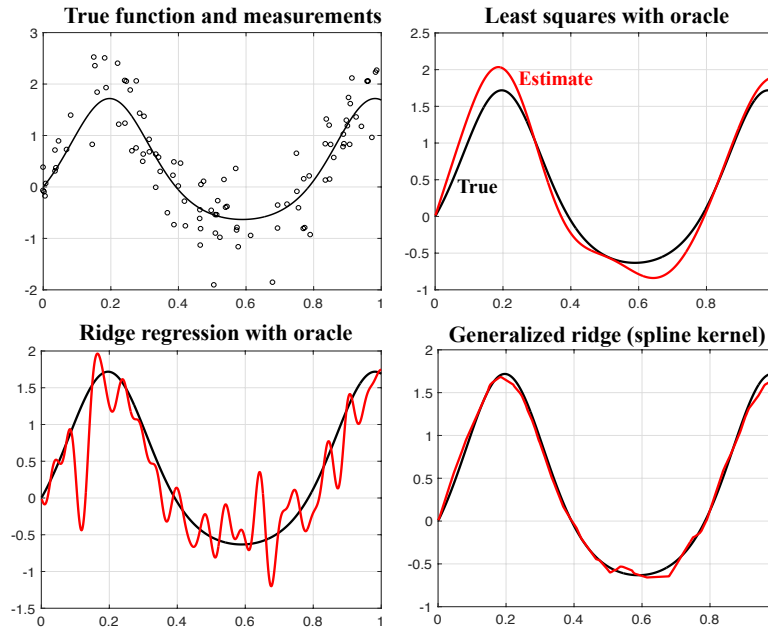 True function and measurements
3
2
1
0
-1
-2
0 0.2 0.4 0.6 0.8 1
Least squares with oracle
2.5
2
1.5
1
0.5
0
-0.5
-1
Estimate
True
0 0.2 0.4 0.6 0.8
Ridge regression with oracle
2
1.5
1
0.5
0
-0.5
-1
-1.5
0 0.2 0.4 0.6 0.8 1
Generalized ridge (spline kernel)
2
1.5
1
0.5
0
-0.5
-1
0 0.2 0.4 0.6 0.8